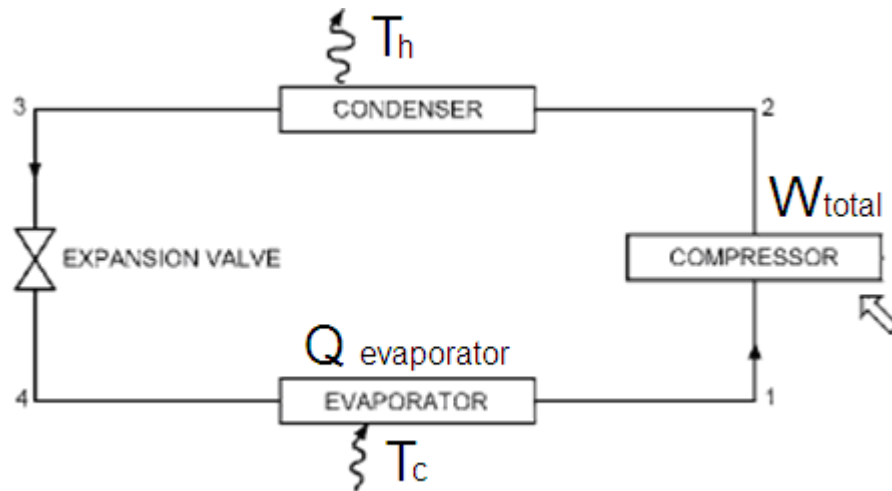 Th
CONDENSER
3
2
Wtotal
EXPANSION VALVE
COMPRESSOR
Q evaporator
EVAPORATOR
4
1
Tc